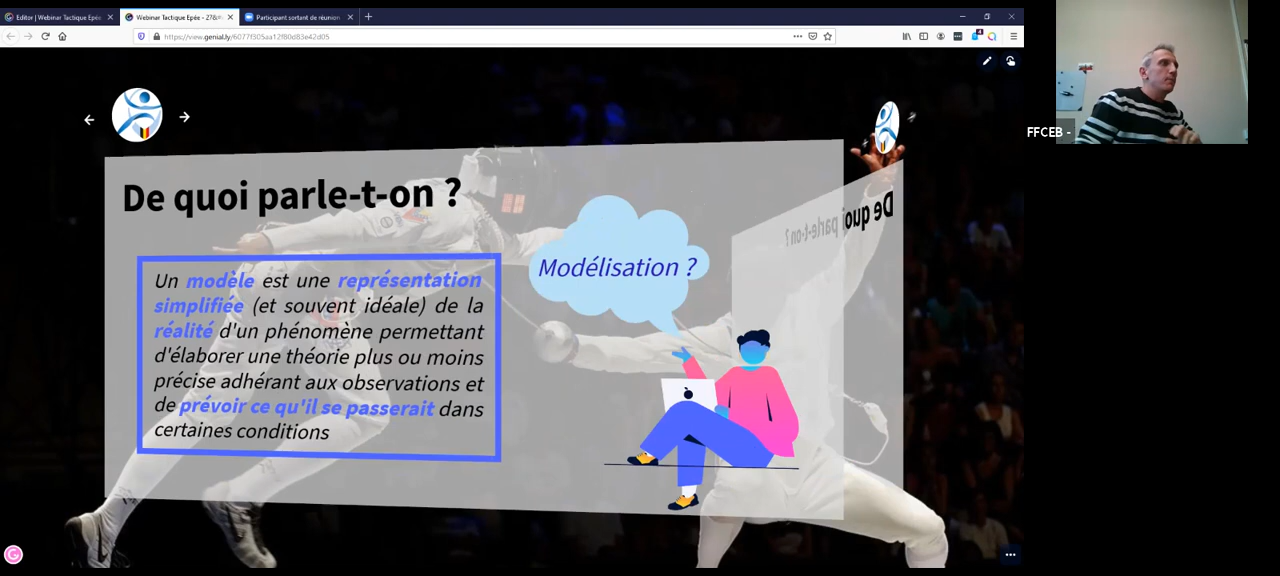 Editor | Webinar Tactique Epée
Webinar Tactique Epée - 27&#
Participant sortant de réunion
https://view.genial.ly/6077f305aa12f80d83e42d05
FFCEB -
De quoi parle-t-on ?
De quoi parle-t-on ?
Modélisation ?
Un modèle est une représentation
simplifiée (et souvent idéale) de la
réalité d'un phénomène permettant
d'élaborer une théorie plus ou moins
précise adhérant aux observations et
de prévoir ce qu'il se passerait dans
certaines conditions